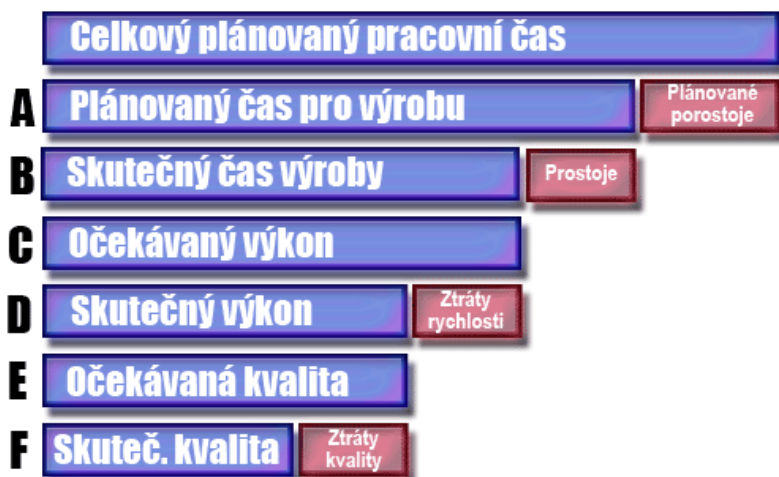 Celkový plánovaný pracovní čas
A Plánovaný čas pro výrobu Plánované
porostoje
B Skutečný čas výroby Prostoje
C Očekávaný výkon
D Skutečný výkon Ztráty
rychlosti
E Očekávaná kvalita
F Skuteč. kvalita Ztráty
kvality